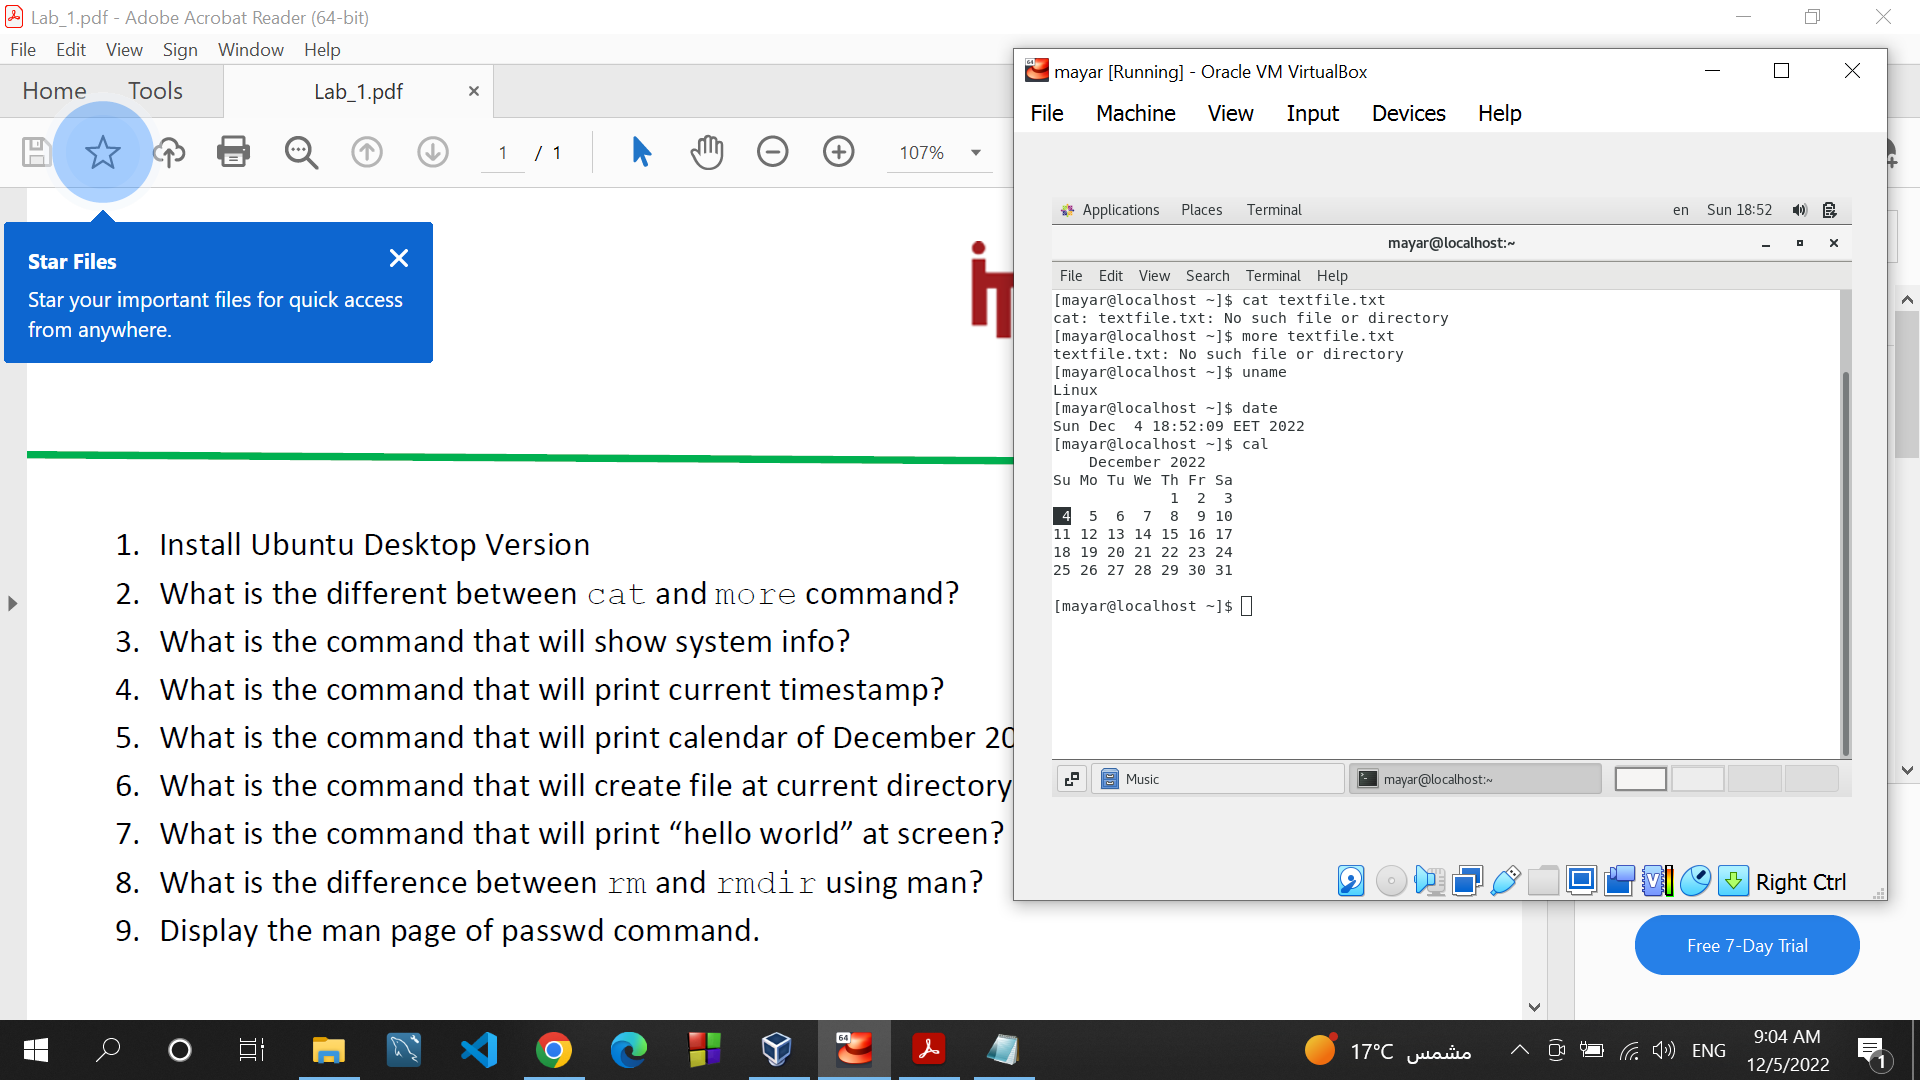 Lab_1.pdf - Adobe Acrobat Reader (64-bit)
File Edit View Sign Window Help
Home Tools Lab_1.pdf
1 / 1 107%
Star Files
Star your important files for quick access
from anywhere.
1. Install Ubuntu Desktop Version
2. What is the different between cat and more command?
3. What is the command that will show system info?
4. What is the command that will print current timestamp?
5. What is the command that will print calendar of December 20
6. What is the command that will create file at current directory
7. What is the command that will print “hello world” at screen?
8. What is the difference between rm and rmdir using man?
9. Display the man page of passwd command.
mayar [Running] - Oracle VM VirtualBox
File Machine View Input Devices Help
Applications Places Terminal en Sun 18:52
mayar@localhost:~
File Edit View Search Terminal Help
[mayar@localhost ~]$ cat textfile.txt
cat: textfile.txt: No such file or directory
[mayar@localhost ~]$ more textfile.txt
textfile.txt: No such file or directory
[mayar@localhost ~]$ uname
Linux
[mayar@localhost ~]$ date
Sun Dec  4 18:52:09 EET 2022
[mayar@localhost ~]$ cal
December 2022
Su Mo Tu We Th Fr Sa
1 2 3
4 5 6 7 8 9 10
11 12 13 14 15 16 17
18 19 20 21 22 23 24
25 26 27 28 29 30 31
[mayar@localhost ~]$
Music mayar@localhost:~
Right Ctrl
Free 7-Day Trial
17°C مشمس ENG
9:04 AM
12/5/2022
1